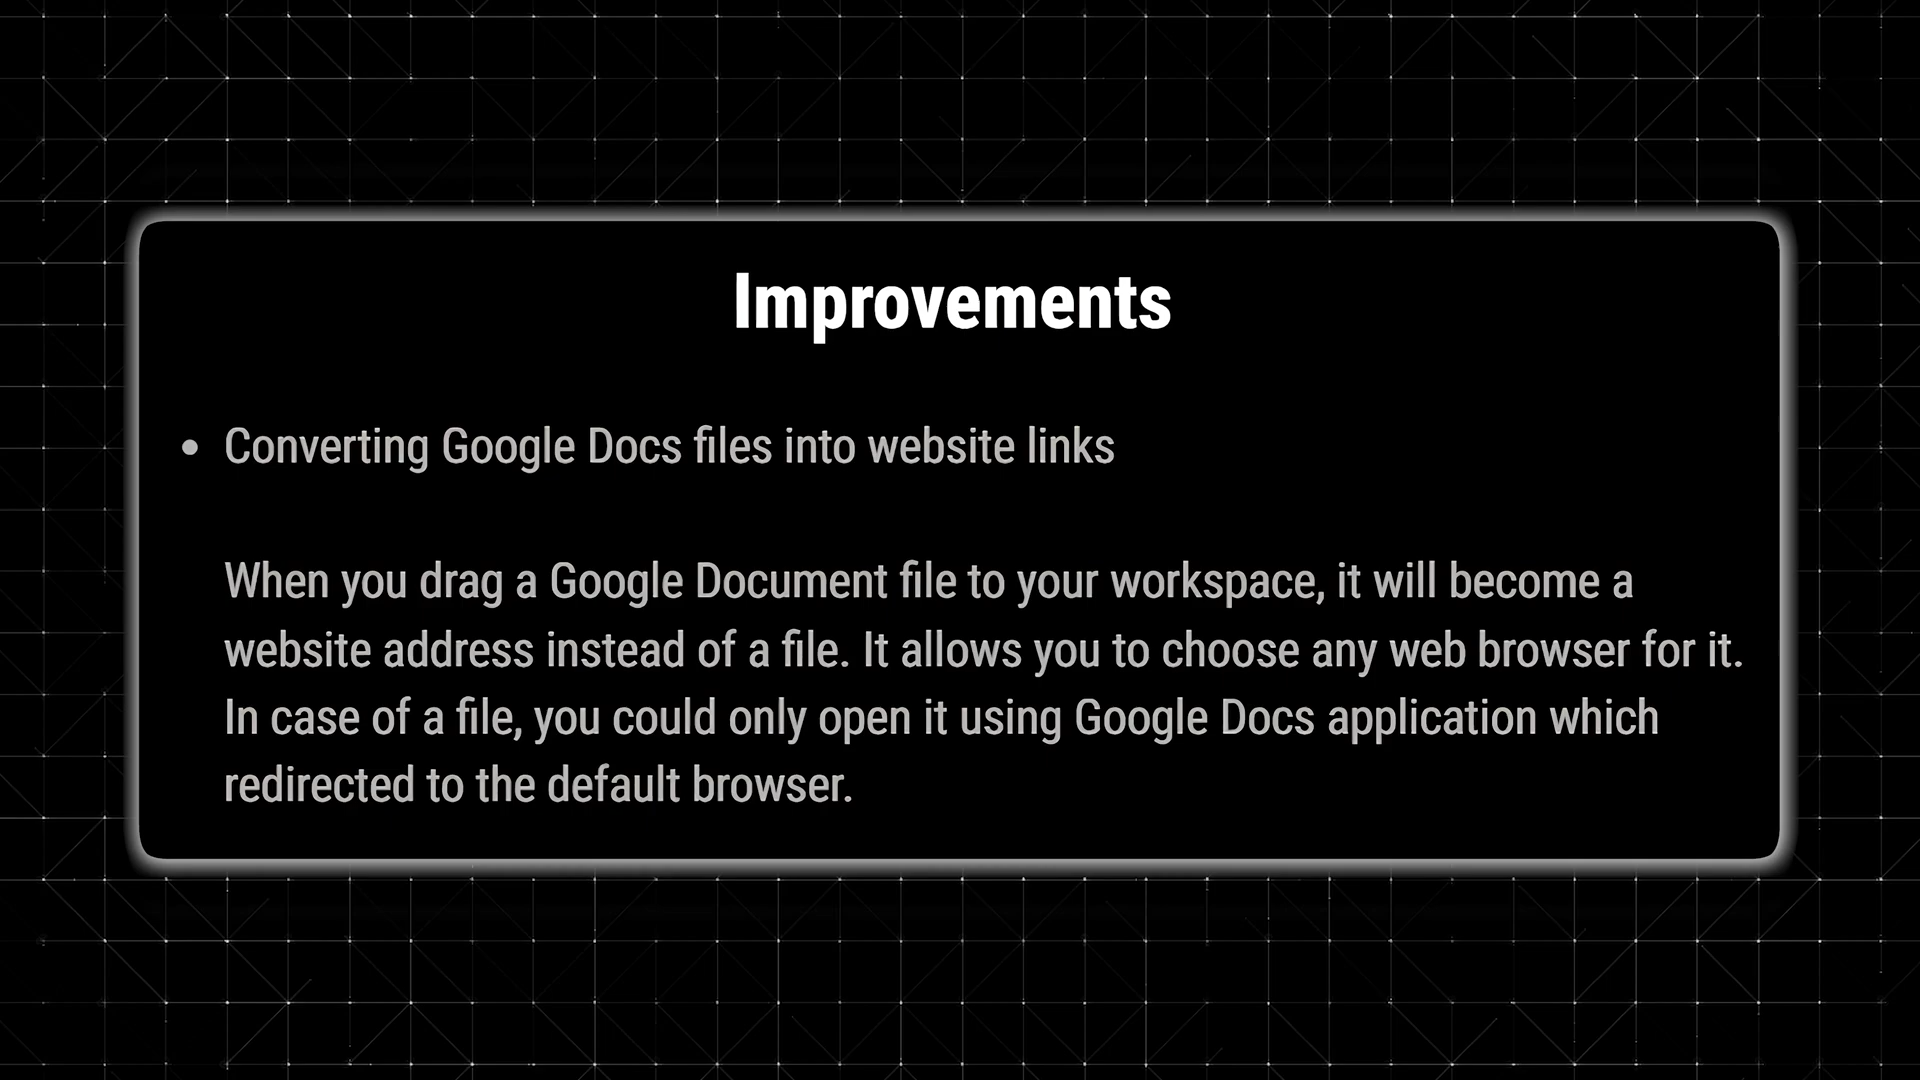 Improvements
• Converting Google Docs files into website links
When you drag a Google Document file to your workspace, it will become a
website address instead of a file. It allows you to choose any web browser for it.
In case of a file, you could only open it using Google Docs application which
redirected to the default browser.